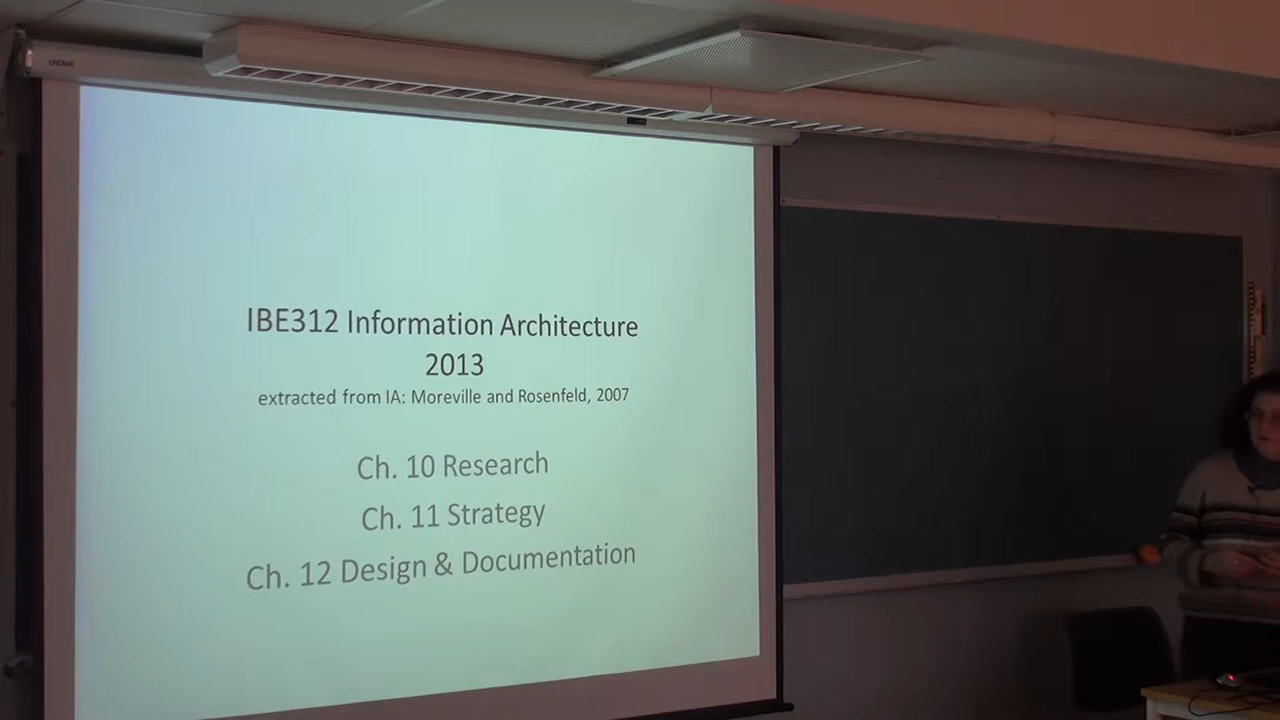 IBE312 Information Architecture
2013
extracted from IA: Moreville and Rosenfeld, 2007
Ch. 10 Research
Ch. 11 Strategy
Ch. 12 Design & Documentation